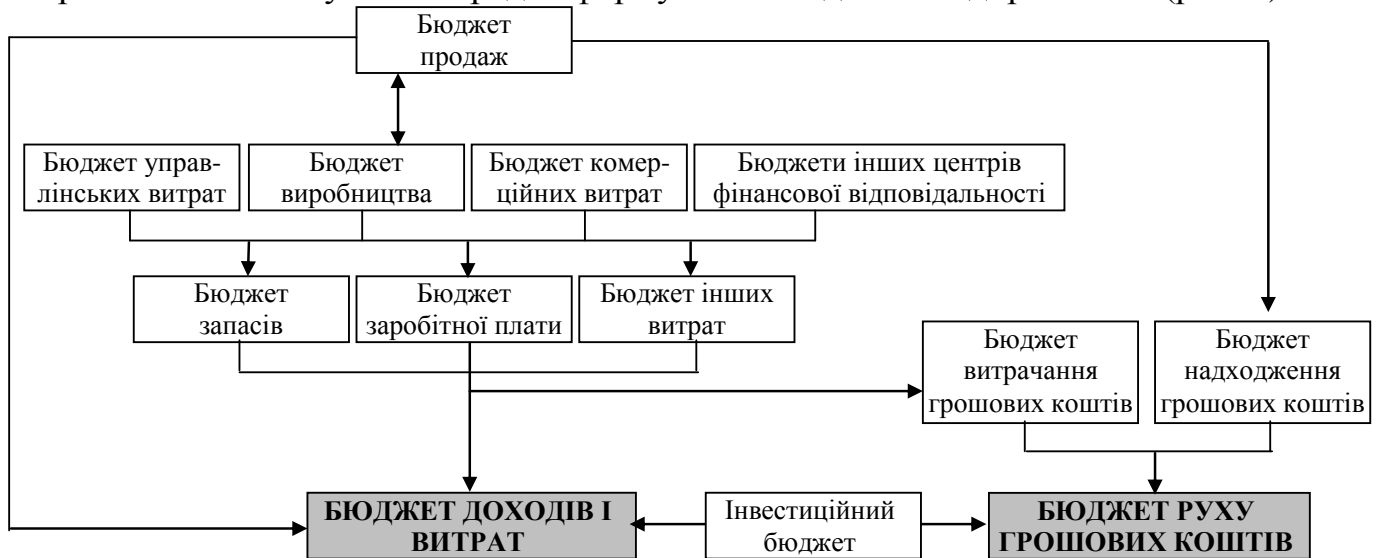 Бюджет
продаж
Бюджет управ-
лінських витрат
Бюджет
виробництва
Бюджет комер-
ційних витрат
Бюджети інших центрів
фінансової відповідальності
Бюджет
запасів
Бюджет
заробітної плати
Бюджет інших
витрат
Бюджет
витрачання
грошових коштів
Бюджет
надходження
грошових коштів
БЮДЖЕТ ДОХОДІВ І
ВИТРАТ
Інвестиційний
бюджет
БЮДЖЕТ РУХУ
ГРОШОВИХ КОШТІВ